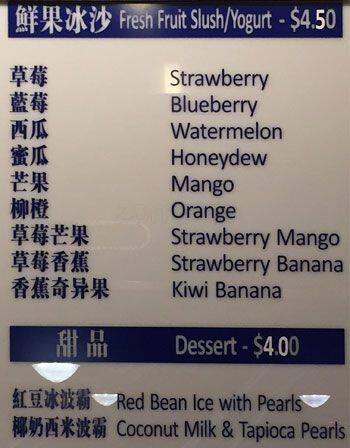 鮮果冰沙 Fresh Fruit Slush/Yogurt - $4.50
草莓 Strawberry
藍莓 Blueberry
西瓜 Watermelon
蜜瓜 Honeydew
芒果 Mango
柳橙 Orange
草莓芒果 Strawberry Mango
草莓香蕉 Strawberry Banana
香蕉奇异果 Kiwi Banana
甜品 Dessert - $4.00
紅豆冰波霸 Red Bean Ice with Pearls
椰奶西米波霸 Coconut Milk & Tapioca Pearls